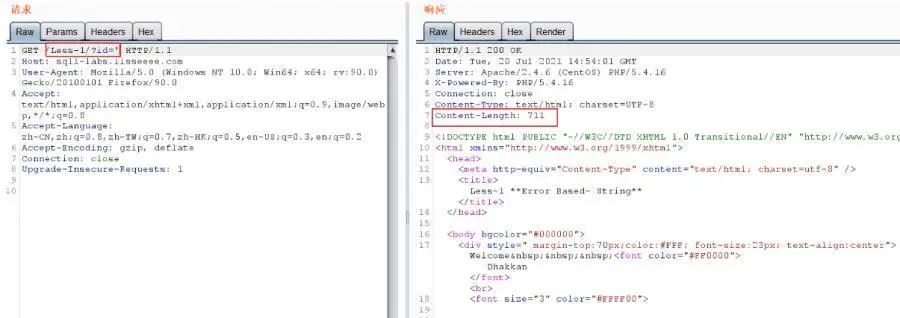 请求
Raw Params Headers Hex
1 GET /Less-1/?id=' HTTP/1.1
2 Host: sqli-labs.lisseeee.com
3 User-Agent: Mozilla/5.0 (Windows NT 10.0; Win64; x64; rv:90.0)
Gecko/20100101 Firefox/90.0
4 Accept:
text/html,application/xhtml+xml,application/xml;q=0.9,image/web
p,*/*;q=0.8
5 Accept-Language:
zh-CN,zh;q=0.8,zh-TW;q=0.7,zh-HK;q=0.5,en-US;q=0.3,en;q=0.2
6 Accept-Encoding: gzip, deflate
7 Connection: close
8 Upgrade-Insecure-Requests: 1
9
10
响应
Raw Headers Hex Render
1 HTTP/1.1 200 OK
2 Date: Tue, 20 Jul 2021 14:54:01 GMT
3 Server: Apache/2.4.6 (CentOS) PHP/5.4.16
4 X-Powered-By: PHP/5.4.16
5 Connection: close
6 Content-Type: text/html; charset=UTF-8
7 Content-Length: 711
8
9 <!DOCTYPE html PUBLIC "-//W3C//DTD XHTML 1.0 Transitional//EN" "http://www.w3.
10 <html xmlns="http://www.w3.org/1999/xhtml">
11 <head>
12 <meta http-equiv="Content-Type" content="text/html; charset=utf-8" />
13 <title>
Less-1 **Error Based- String**
</title>
14 </head>
15
16 <body bgcolor="#000000">
17 <div style=" margin-top:70px;color:#FFF; font-size:23px; text-align:center">
Welcome&nbsp;&nbsp;&nbsp;<font color="#FF0000">
Dhakkan
</font>
<br>
18 <font size="3" color="#FFFF00">
19